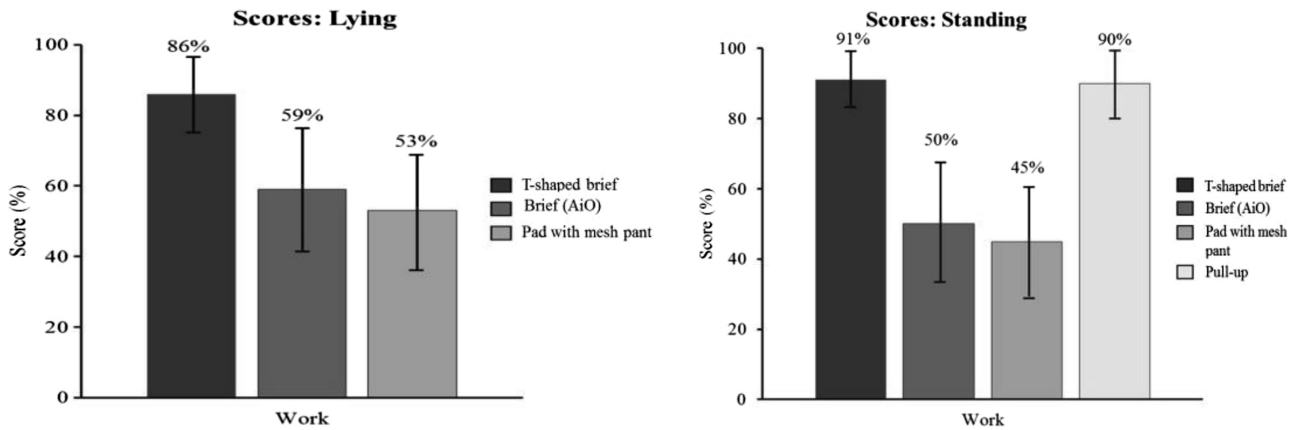 Scores: Lying
100
80
60
40
20
0
Score (%)
86%
59%
53%
Work
T-shaped brief
Brief (AiO)
Pad with mesh pant
Scores: Standing
100
80
60
40
20
0
Score (%)
91%
50%
45%
90%
Work
T-shaped brief
Brief (AiO)
Pad with mesh
pant
Pull-up